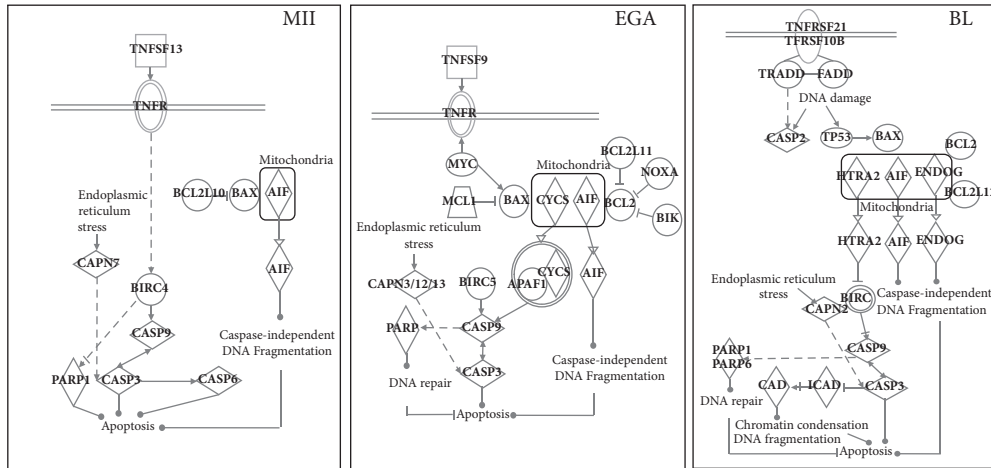 MII
TNFSF13
TNFR
Mitochondria
BCL2L10
BAX
AIF
Endoplasmic
reticulum
stress
CAPN7
AIF
BIRC4
CASP9
Caspase-independent
DNA Fragmentation
PARP1
CASP3
CASP6
Apoptosis
EGA
TNFSF9
TNFR
MYC
BCL2L11
Mitochondria
NOXA
MCL1
BAX
CYCS
AIF
BCL2
BIK
Endoplasmic reticulum
stress
CAPN3/12/13
BIRC5
APAF1
CYCS
AIF
PARP
CASP9
Caspase-independent
DNA Fragmentation
DNA repair
CASP3
Apoptosis
BL
TNFRSF21
TFRSF10B
TRADD
FADD
DNA damage
CASP2
TP53
BAX
BCL2
HTRA2
AIF
ENDOG
Mitochondria
HTRA2
AIF
ENDOG
Endoplasmic reticulum
stress
CAPN2
BIRC
Caspase-independent
DNA Fragmentation
CASP9
PARP1
PARP6
CAD
ICAD
CASP3
DNA repair
Chromatin condensation
DNA fragmentation
Apoptosis